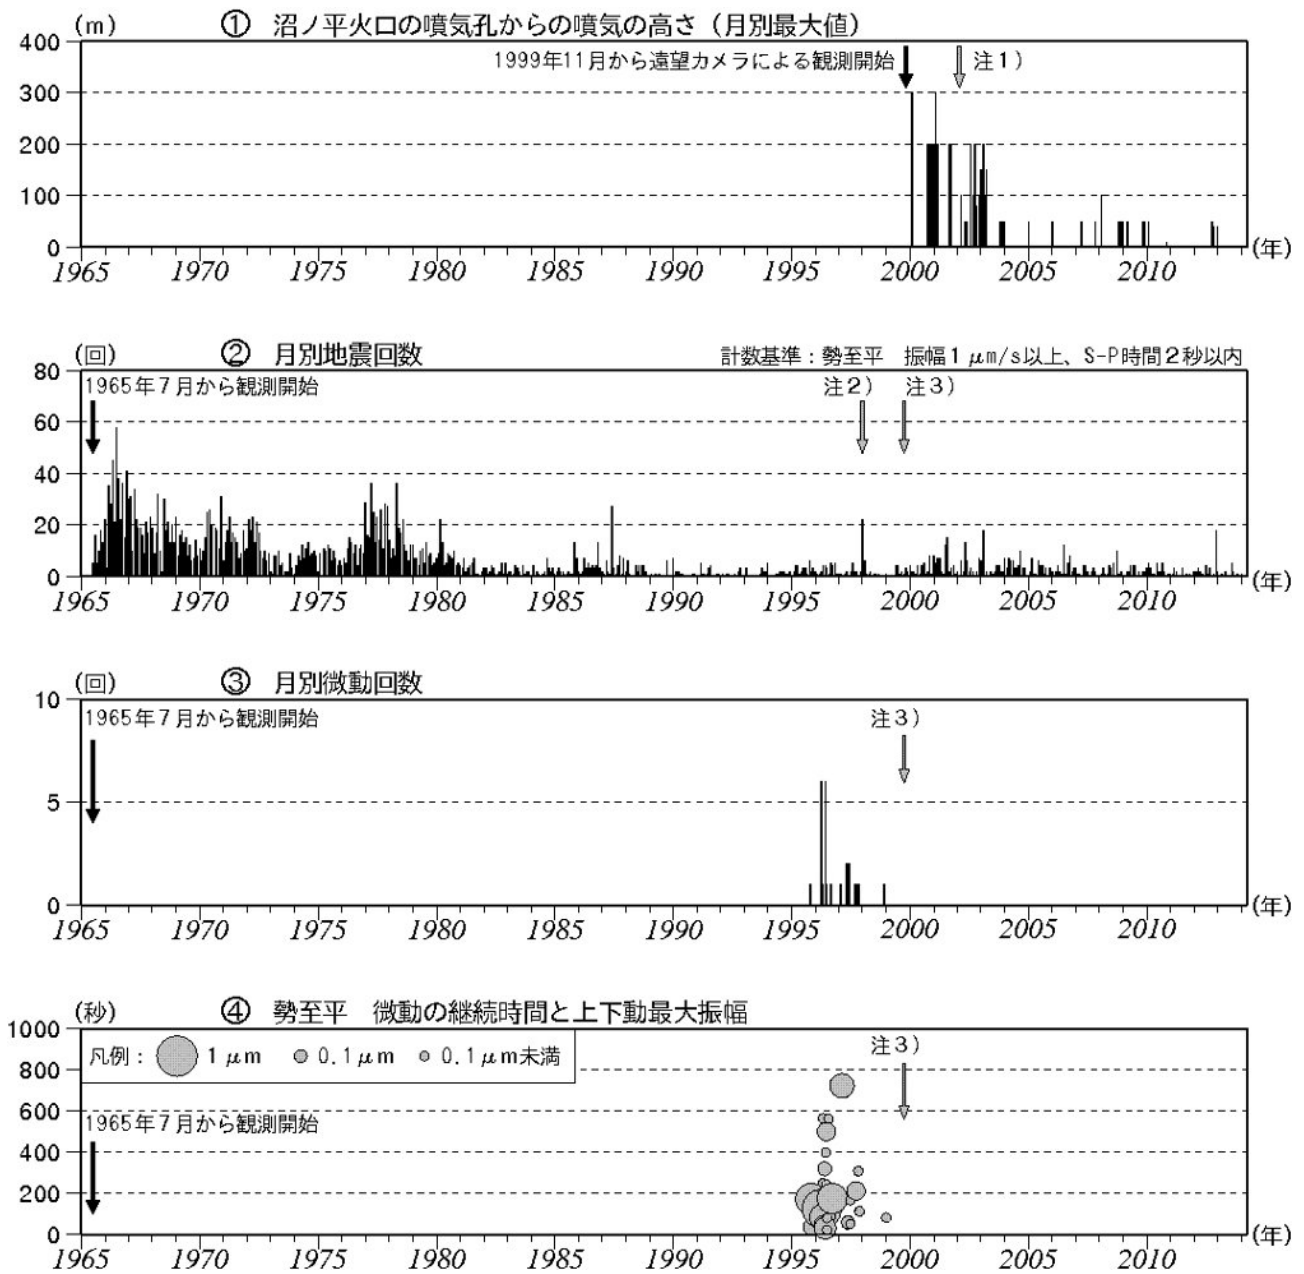 (m) ① 沼ノ平火口の噴気孔からの噴気の高さ（月別最大値）
400
1999年11月から遠望カメラによる観測開始 注1）
300
200
100
0
1965 1970 1975 1980 1985 1990 1995 2000 2005 2010 (年)
(回) ② 月別地震回数 計数基準：勢至平 振幅1μm/s以上、S-P時間2秒以内
80
1965年7月から観測開始 注2） 注3）
60
40
20
0
1965 1970 1975 1980 1985 1990 1995 2000 2005 2010 (年)
(回) ③ 月別微動回数
10
1965年7月から観測開始 注3）
5
0
1965 1970 1975 1980 1985 1990 1995 2000 2005 2010 (年)
(秒) ④ 勢至平 微動の継続時間と上下動最大振幅
1000
凡例： 1μm 0.1μm 0.1μm未満 注3）
800
600
1965年7月から観測開始
400
200
0
1965 1970 1975 1980 1985 1990 1995 2000 2005 2010 (年)